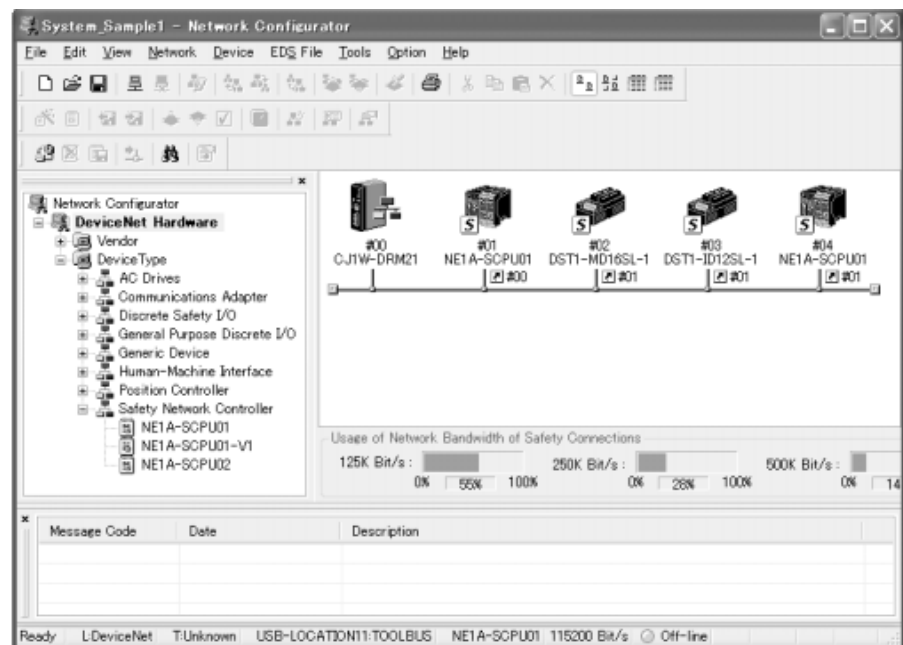 System_Sample1 - Network Configurator
File Edit View Network Device EDS File Tools Option Help
Network Configurator
DeviceNet Hardware
Vendor
DeviceType
AC Drives
Communications Adapter
Discrete Safety I/O
General Purpose Discrete I/O
Generic Device
Human-Machine Interface
Position Controller
Safety Network Controller
NE1A-SCPU01
NE1A-SCPU01-V1
NE1A-SCPU02
#00 #01 #02 #03 #04
CJ1W-DRM21 NE1A-SCPU01 DST1-MD16SL-1 DST1-ID12SL-1 NE1A-SCPU01
#00 #01 #01 #01
S S S S
Usage of Network Bandwidth of Safety Connections
125K Bit/s : 250K Bit/s : 500K Bit/s :
0% 55% 100% 0% 28% 100% 0% 14
Message Code Date Description
Ready L:DeviceNet T:Unknown USB-LOCATION11:TOOLBUS NE1A-SCPU01 115200 Bit/s Off-line